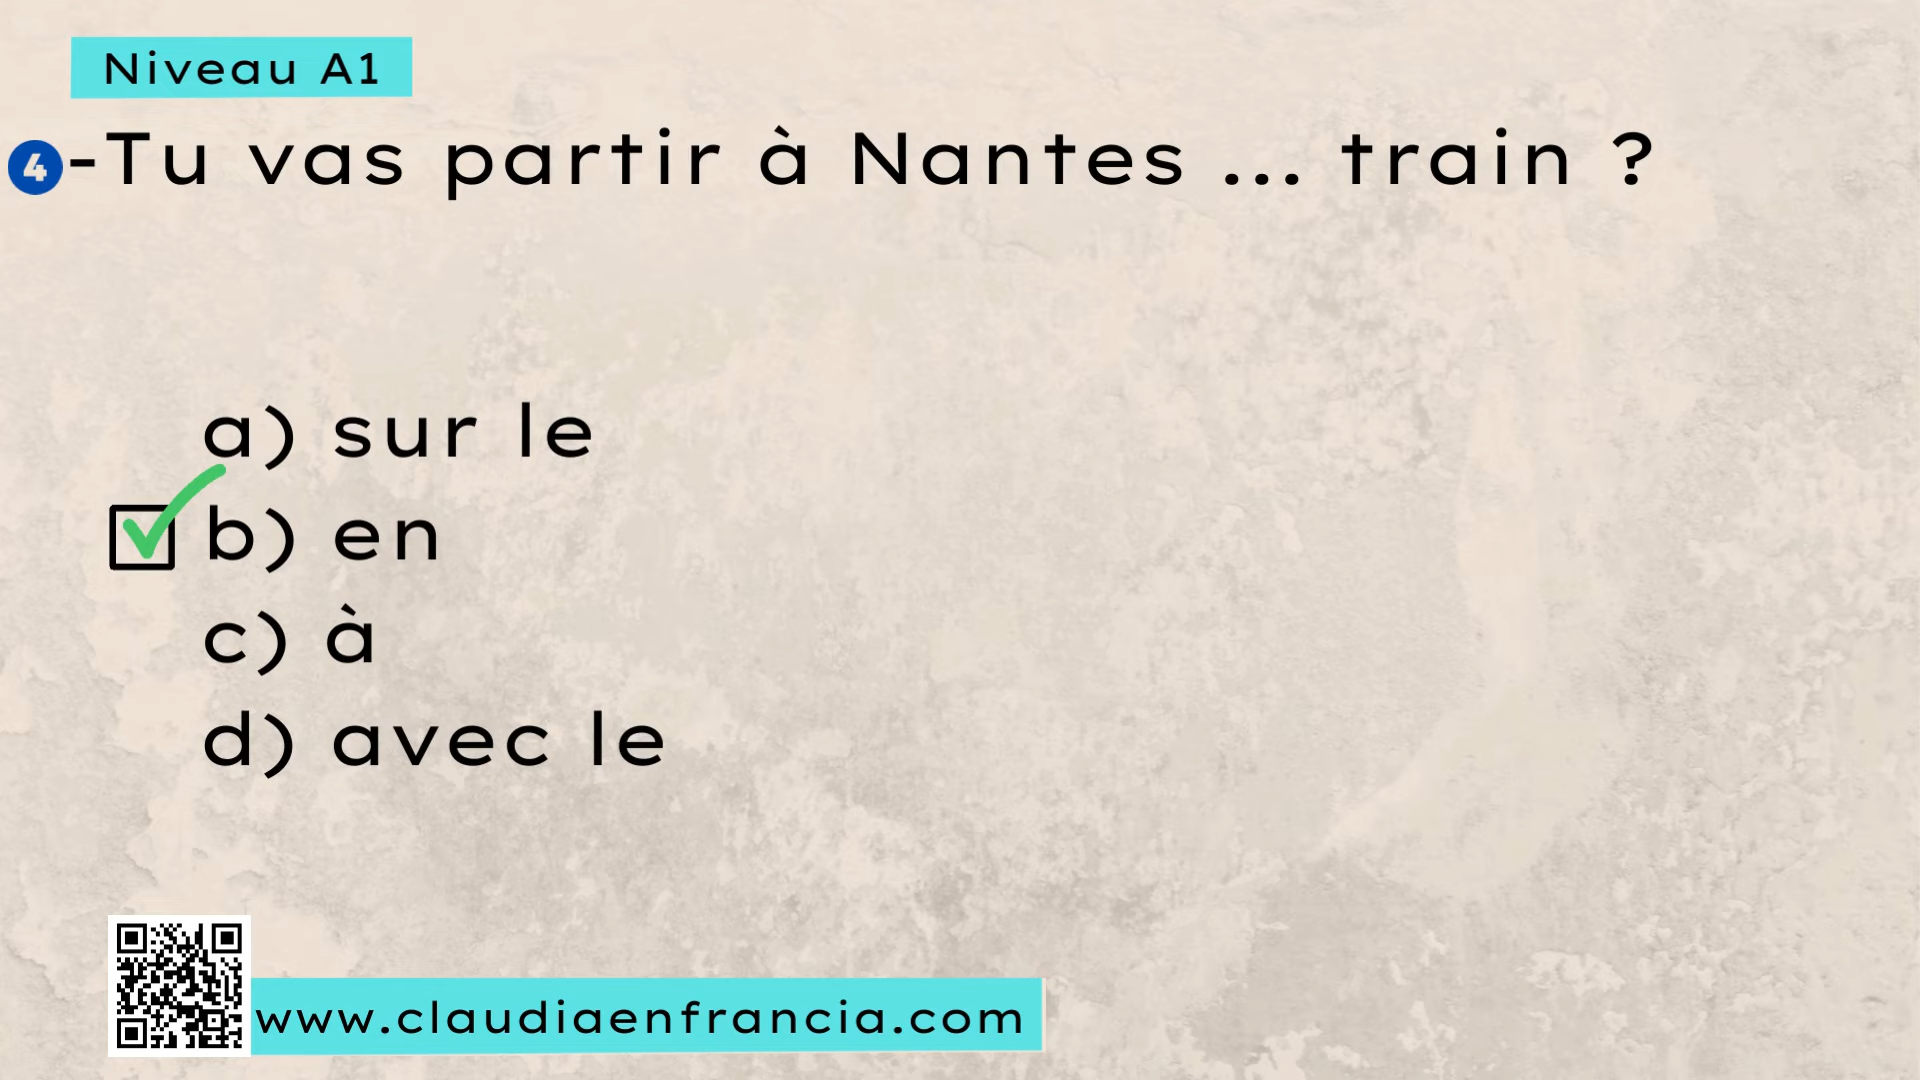 Niveau A1
4-Tu vas partir à Nantes ... train ?
a) sur le
b) en
c) à
d) avec le
www.claudiaenfrancia.com